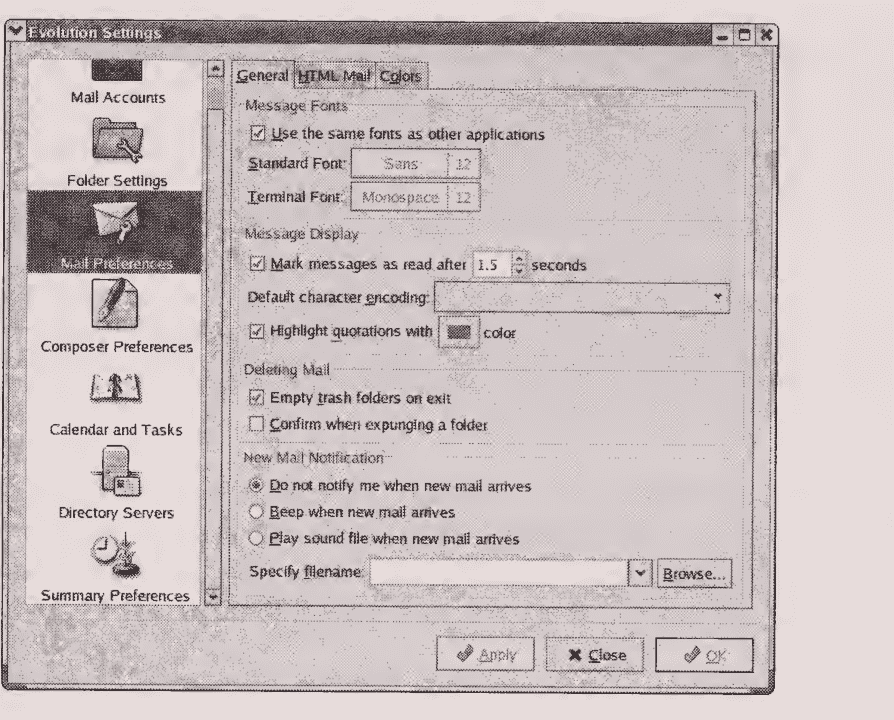 Evolution Settings
Mail Accounts
Folder Settings
Mail Preferences
Composer Preferences
Calendar and Tasks
Directory Servers
Summary Preferences
General HTML Mail Colors
Message Fonts
Use the same fonts as other applications
Standard Font: Sans 12
Terminal Font: Monospace 12
Message Display
Mark messages as read after 1.5 seconds
Default character encoding:
Highlight quotations with color
Deleting Mail
Empty trash folders on exit
Confirm when expunging a folder
New Mail Notification
Do not notify me when new mail arrives
Beep when new mail arrives
Play sound file when new mail arrives
Specify filename: Browse...
Apply Close OK